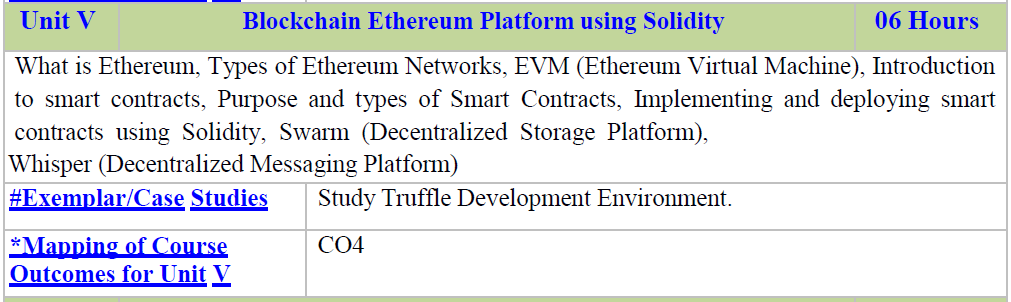 Unit V Blockchain Ethereum Platform using Solidity 06 Hours
What is Ethereum, Types of Ethereum Networks, EVM (Ethereum Virtual Machine), Introduction
to smart contracts, Purpose and types of Smart Contracts, Implementing and deploying smart
contracts using Solidity, Swarm (Decentralized Storage Platform),
Whisper (Decentralized Messaging Platform)
#Exemplar/Case Studies Study Truffle Development Environment.
*Mapping of Course CO4
Outcomes for Unit V